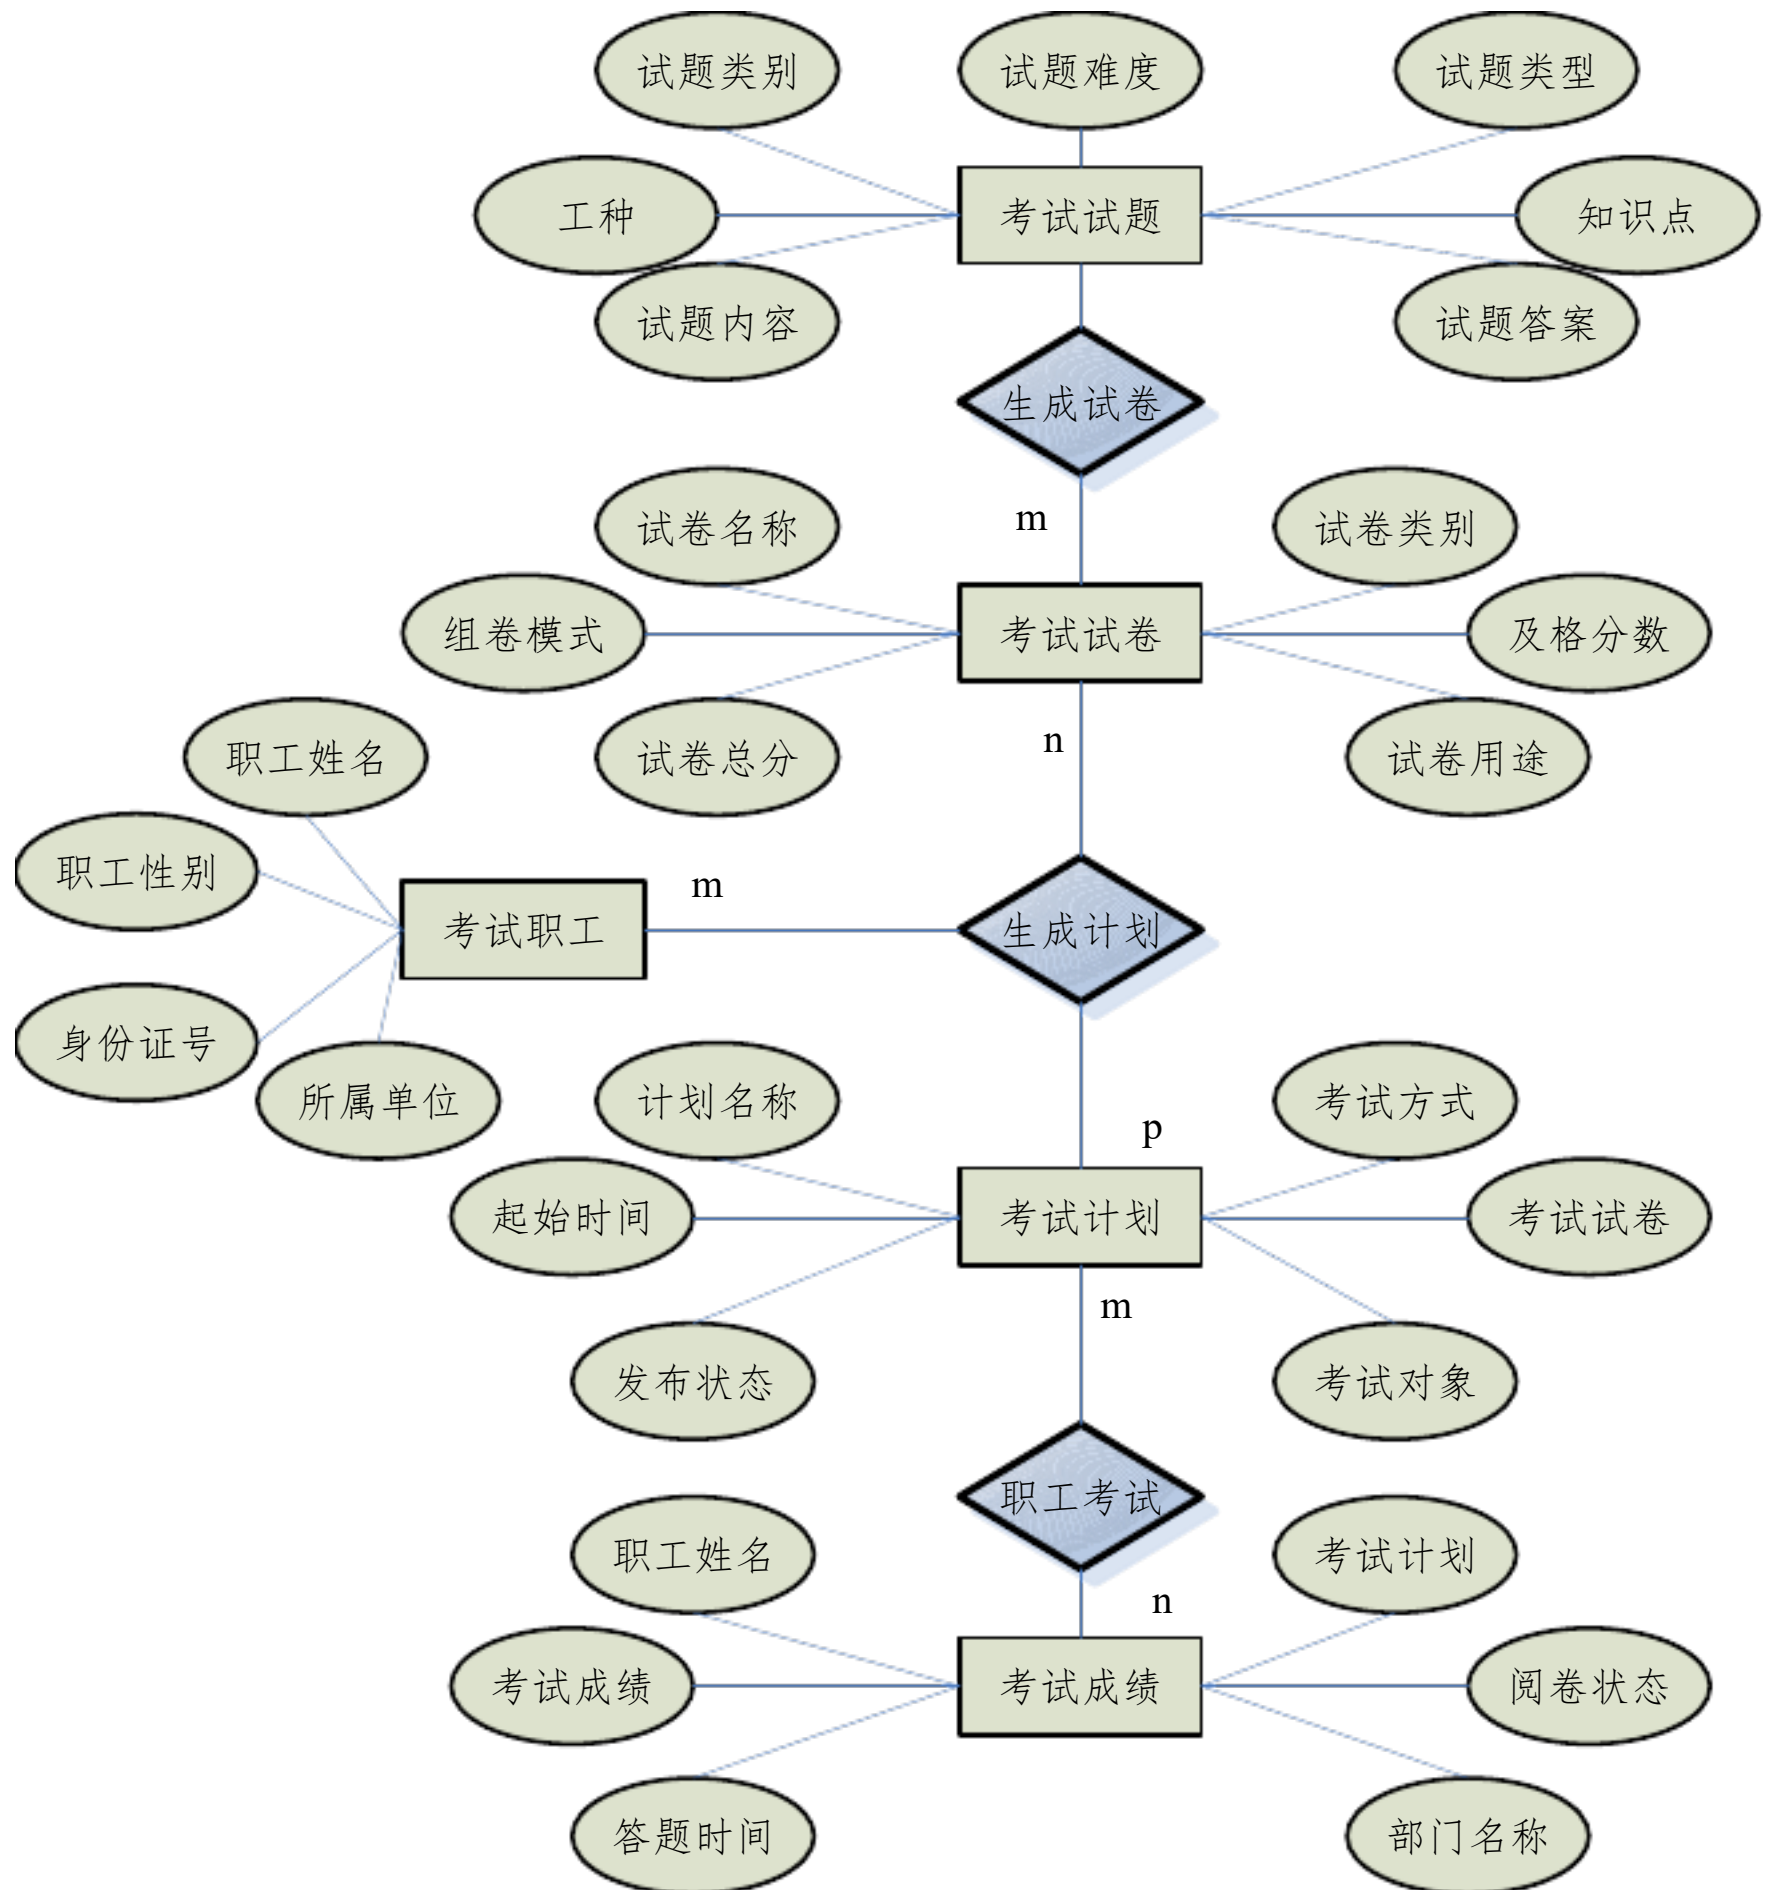 试题类别
试题难度
试题类型
工种
考试试题
知识点
试题内容
试题答案
生成试卷
m
试卷名称
试卷类别
组卷模式
考试试卷
及格分数
n
职工姓名
试卷总分
试卷用途
职工性别
m
考试职工
生成计划
身份证号
所属单位
计划名称
考试方式
p
起始时间
考试计划
考试试卷
m
发布状态
考试对象
职工考试
职工姓名
考试计划
n
考试成绩
考试成绩
阅卷状态
答题时间
部门名称